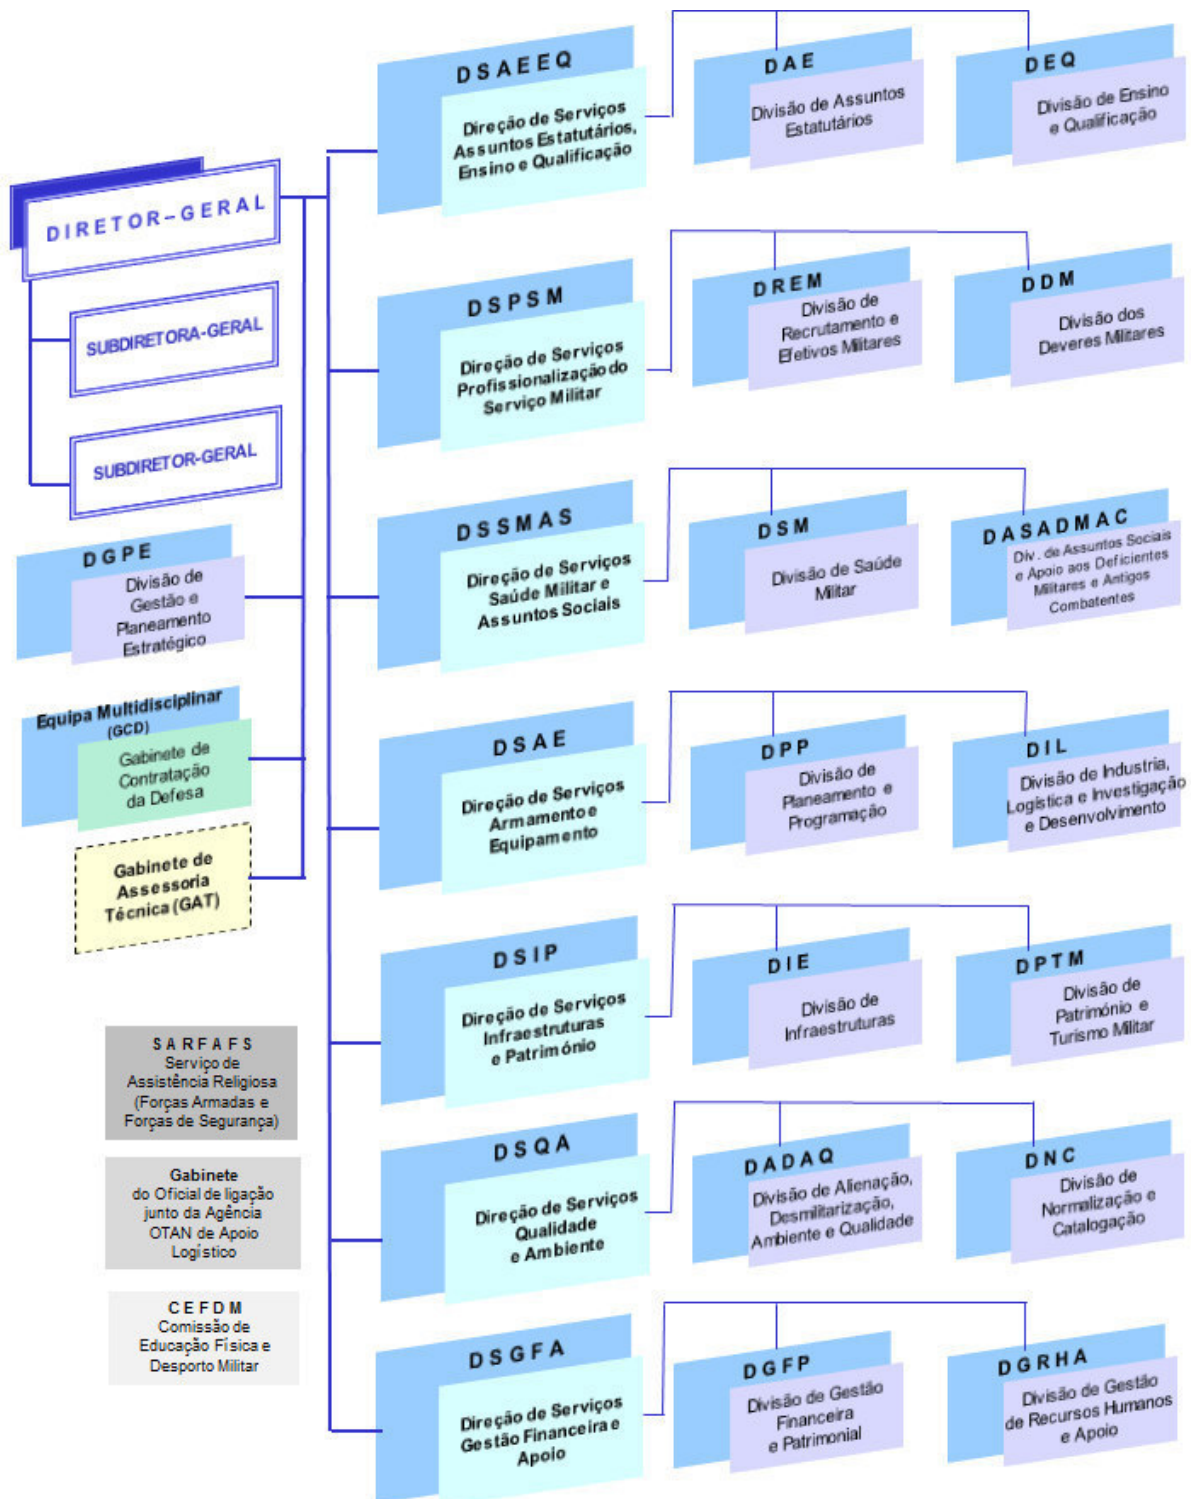 DIRETOR-GERAL
SUBDIRETORA-GERAL
SUBDIRETOR-GERAL
DGPE
Divisão de
Gestão e
Planeamento
Estratégico
Equipa Multidisciplinar
(GCD)
Gabinete de
Contratação
da Defesa
Gabinete de
Assessoria
Técnica (GAT)
SARFAFS
Serviço de
Assistência Religiosa
(Forças Armadas e
Forças de Segurança)
Gabinete
do Oficial de ligação
junto da Agência
OTAN de Apoio
Logístico
CEFDM
Comissão de
Educação Física e
Desporto Militar
DSAEEQ
Direção de Serviços
Assuntos Estatutários,
Ensino e Qualificação
DAE
Divisão de Assuntos
Estatutários
DEQ
Divisão de Ensino
e Qualificação
DSPSM
Direção de Serviços
Profissionalização do
Serviço Militar
DREM
Divisão de
Recrutamento e
Efetivos Militares
DDM
Divisão dos
Deveres Militares
DSSMAS
Direção de Serviços
Saúde Militar e
Assuntos Sociais
DSM
Divisão de Saúde
Militar
DASADMAC
Div. de Assuntos Sociais
e Apoio aos Deficientes
Militares e Antigos
Combatentes
DSAE
Direção de Serviços
Armamento e
Equipamento
DPP
Divisão de
Planeamento e
Programação
DIL
Divisão de Industria,
Logística e Investigação
e Desenvolvimento
DSIP
Direção de Serviços
Infraestruturas
e Património
DIE
Divisão de
Infraestruturas
DPTM
Divisão de
Património e
Turismo Militar
DSQA
Direção de Serviços
Qualidade
e Ambiente
DADAQ
Divisão de Alienação,
Desmilitarização,
Ambiente e Qualidade
DNC
Divisão de
Normalização e
Catalogação
DSGFA
Direção de Serviços
Gestão Financeira e
Apoio
DGFP
Divisão de Gestão
Financeira
e Patrimonial
DGRHA
Divisão de Gestão
de Recursos Humanos
e Apoio